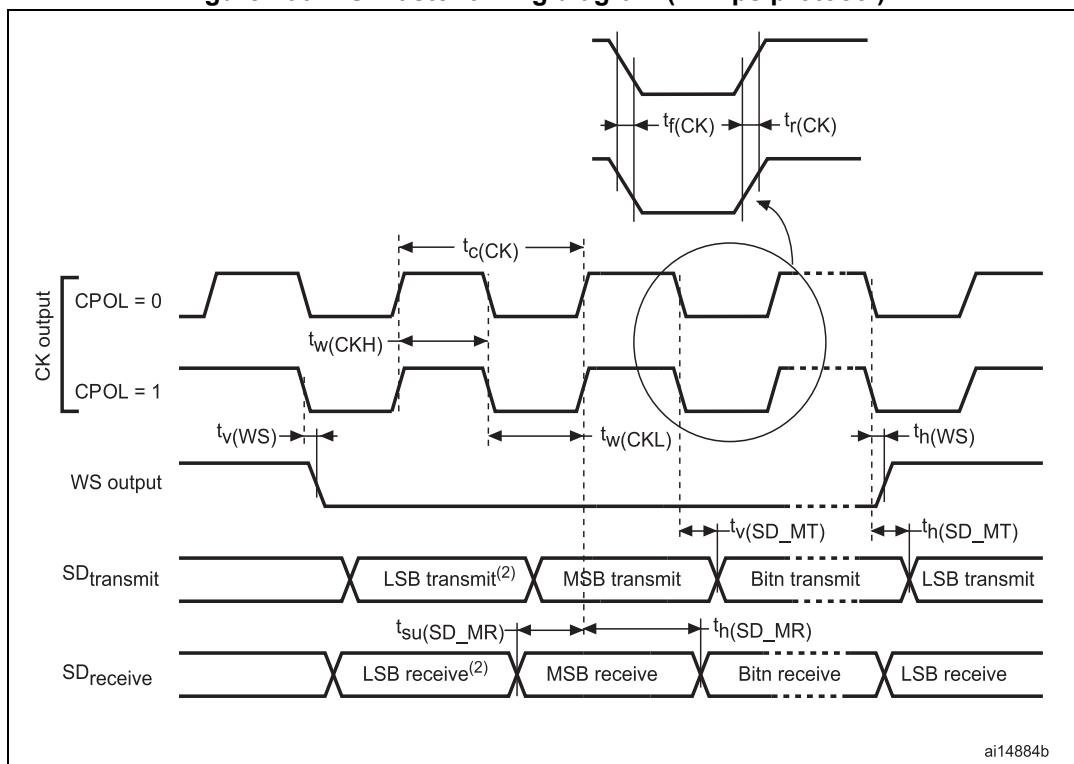 tf(CK)
tr(CK)
tc(CK)
CK output
CPOL = 0
tw(CKH)
CPOL = 1
tv(WS)
tw(CKL)
th(WS)
WS output
tv(SD_MT)
th(SD_MT)
SDtransmit
LSB transmit(2)
MSB transmit
Bitn transmit
LSB transmit
tsu(SD_MR)
th(SD_MR)
SDreceive
LSB receive(2)
MSB receive
Bitn receive
LSB receive
ai14884b